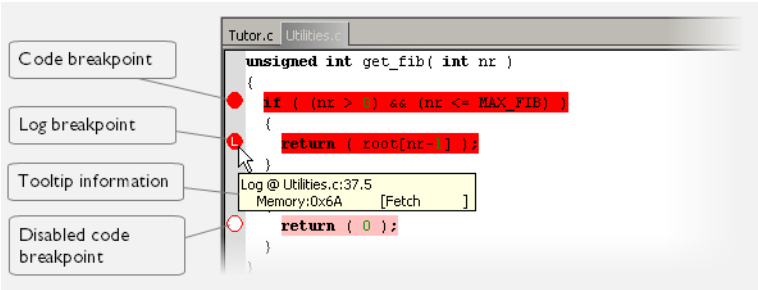 Tutor.c Utilities.c
Code breakpoint
unsigned int get_fib( int nr )
{
if ( (nr > 0) && (nr <= MAX_FIB) )
Log breakpoint
{
L
return ( root[nr-1] );
}
Tooltip information
Log @ Utilities.c:37.5
Memory:0x6A [Fetch ]
Disabled code
breakpoint
return ( 0 );
}
}